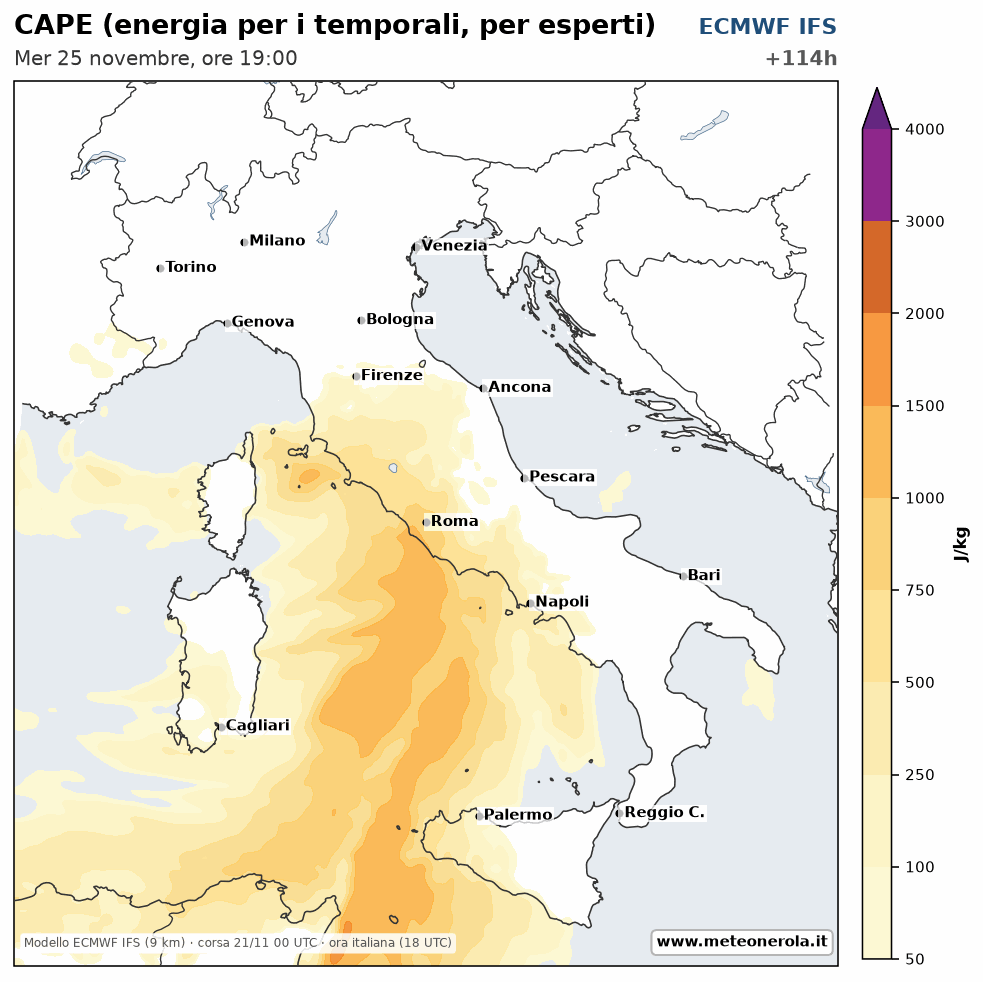 CAPE (energia per i temporali, per esperti)
ECMWF IFS
Mer 25 novembre, ore 19:00
+114h
Milano
Venezia
Torino
Genova
Bologna
Firenze
Ancona
Pescara
Roma
Bari
Napoli
Cagliari
Palermo
Reggio C.
4000
3000
2000
1500
1000
750
500
250
100
50
J/kg
Modello ECMWF IFS (9 km) · corsa 21/11 00 UTC · ora italiana (18 UTC)
www.meteonerola.it